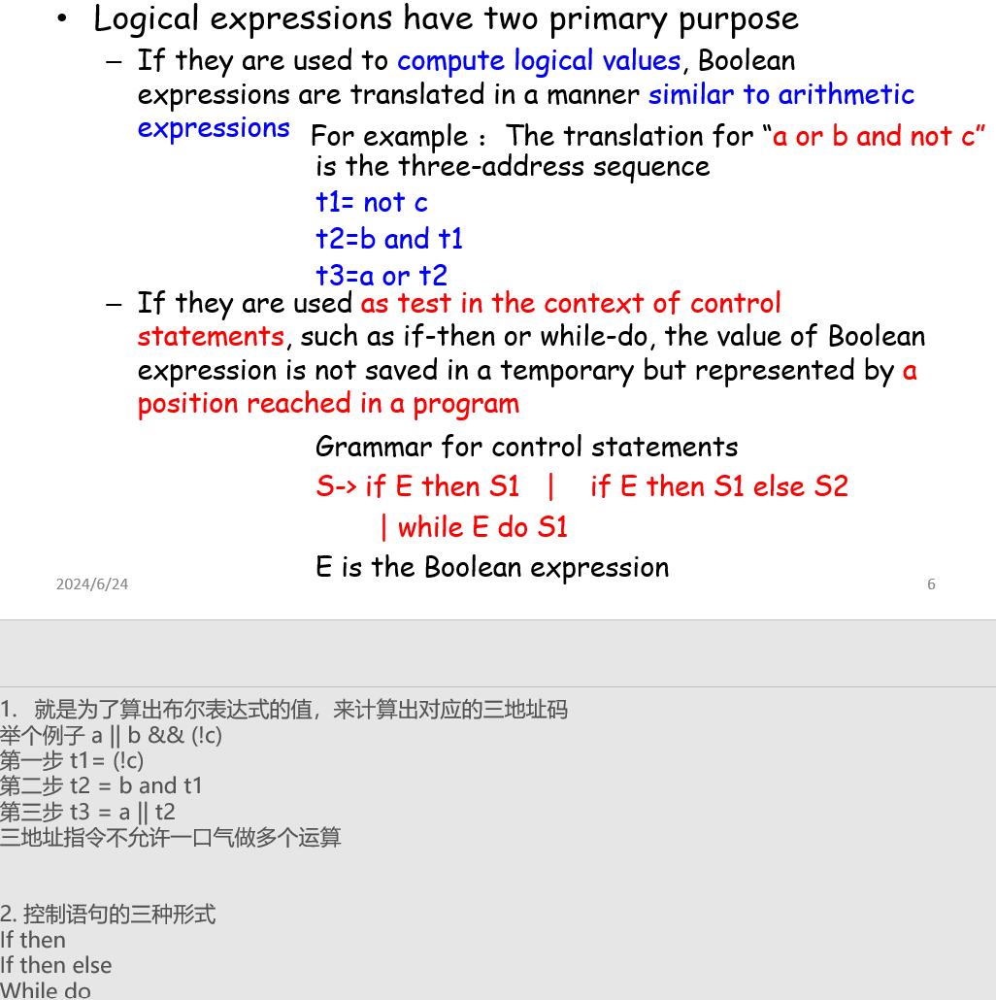 • Logical expressions have two primary purpose
– If they are used to compute logical values, Boolean
expressions are translated in a manner similar to arithmetic
expressions For example： The translation for “a or b and not c”
is the three-address sequence
t1= not c
t2=b and t1
t3=a or t2
– If they are used as test in the context of control
statements, such as if-then or while-do, the value of Boolean
expression is not saved in a temporary but represented by a
position reached in a program
Grammar for control statements
S-> if E then S1 | if E then S1 else S2
| while E do S1
E is the Boolean expression
2024/6/24 6
1. 就是为了算出布尔表达式的值，来计算出对应的三地址码
举个例子 a || b && (!c)
第一步 t1= (!c)
第二步 t2 = b and t1
第三步 t3 = a || t2
三地址指令不允许一口气做多个运算
2. 控制语句的三种形式
If then
If then else
While do